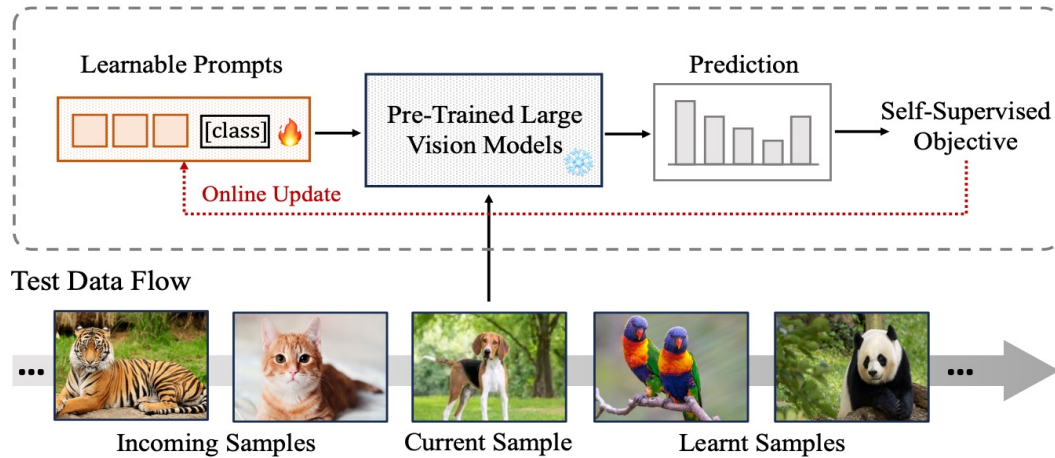 Learnable Prompts
[class]
Pre-Trained Large
Vision Models
Prediction
Self-Supervised
Objective
Online Update
Test Data Flow
...
...
Incoming Samples
Current Sample
Learnt Samples